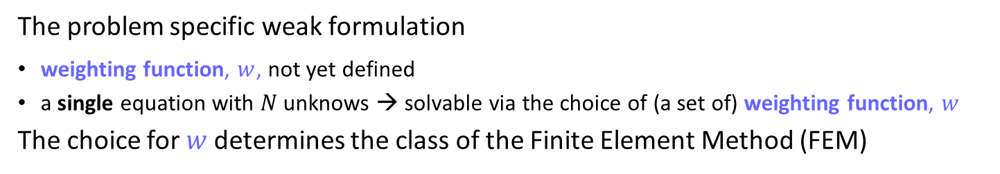 The problem specific weak formulation
• weighting function, w, not yet defined
• a single equation with N unknows → solvable via the choice of (a set of) weighting function, w
The choice for w determines the class of the Finite Element Method (FEM)